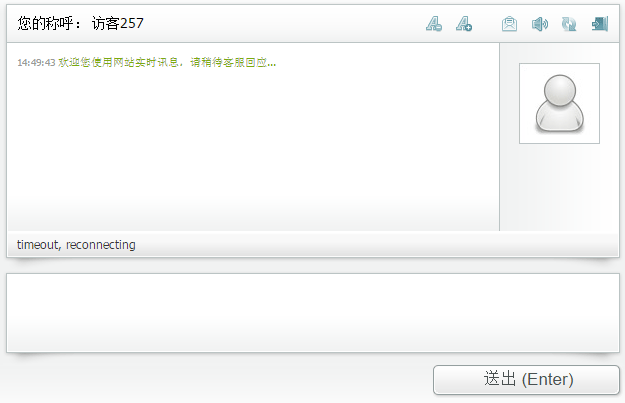 您的称呼： 访客257
14:49:43 欢迎您使用网站实时讯息，请稍待客服回应...
timeout, reconnecting
送出 (Enter)